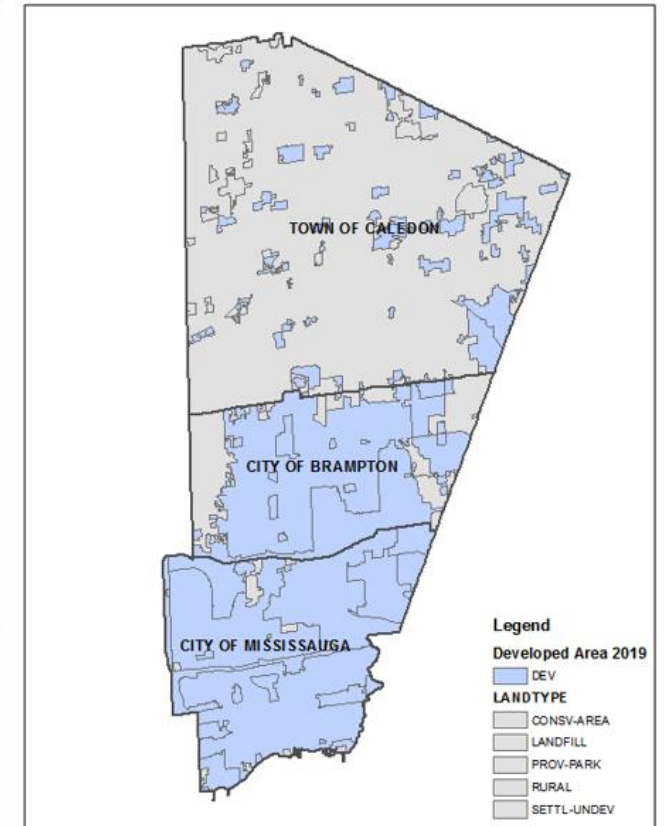 TOWN OF CALEDON
CITY OF BRAMPTON
CITY OF MISSISSAUGA
Legend
Developed Area 2019
DEV
LANDTYPE
CONSV-AREA
LANDFILL
PROV-PARK
RURAL
SETTL-UNDEV